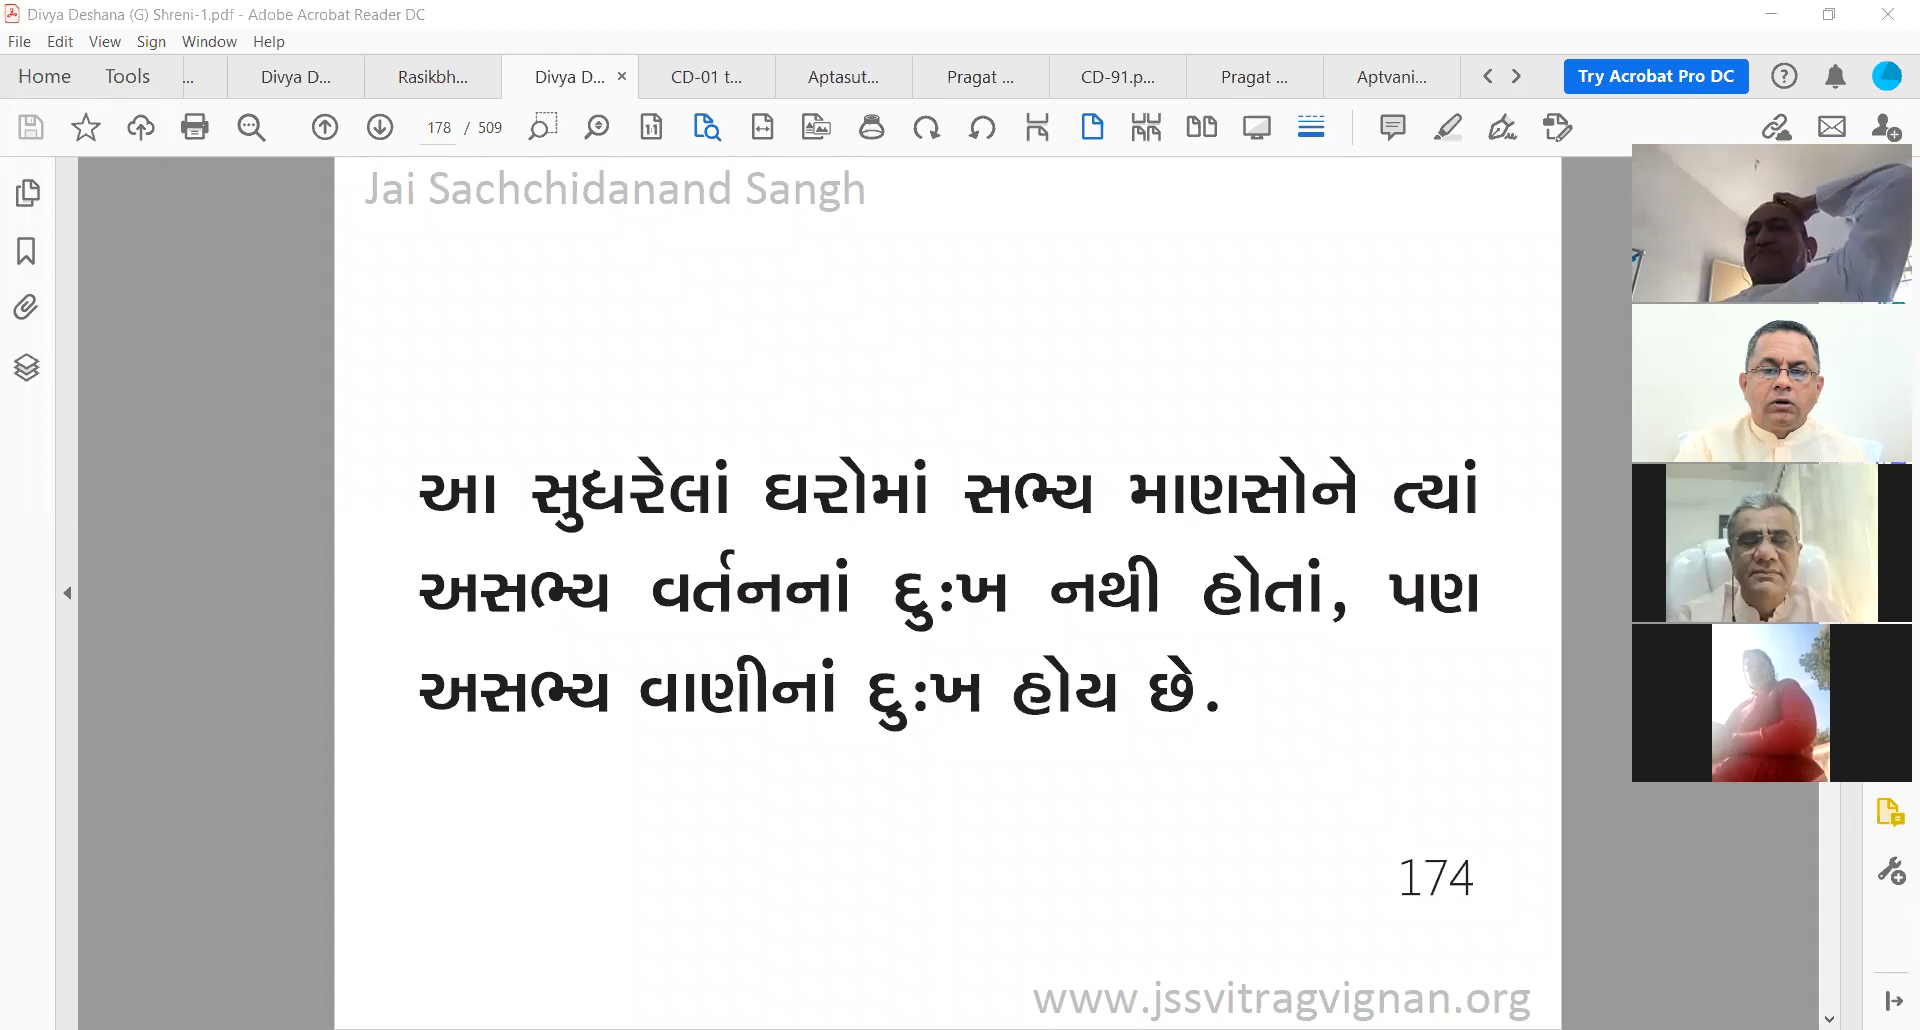 Divya Deshana (G) Shreni-1.pdf - Adobe Acrobat Reader DC
File Edit View Sign Window Help
Home Tools ... Divya D... Rasikbh... Divya D... × CD-01 t... Aptasut... Pragat ... CD-91.p... Pragat ... Aptvani... Try Acrobat Pro DC
178 / 509
Jai Sachchidanand Sangh
આ સુધરેલાં ઘરોમાં સભ્ય માણસોને ત્યાં
અસભ્ય વર્તનનાં દુઃખ નથી હોતાં, પણ
અસભ્ય વાણીનાં દુઃખ હોય છે.
174
www.jssvitragvignan.org